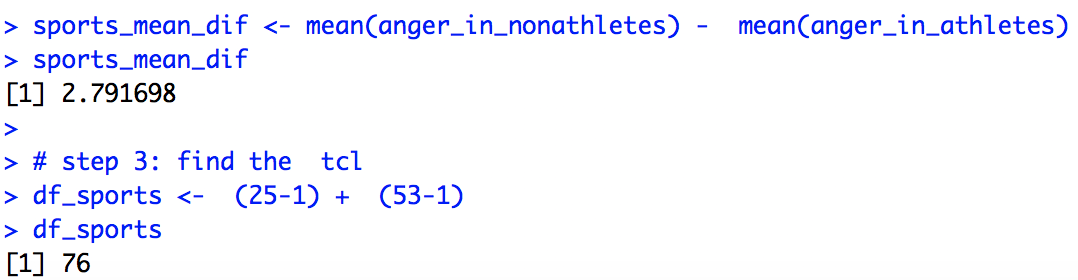 > sports_mean_dif <- mean(anger_in_nonathletes) -  mean(anger_in_athletes)
> sports_mean_dif
[1] 2.791698
>
> # step 3: find the  tcl
> df_sports <-  (25-1) +  (53-1)
> df_sports
[1] 76